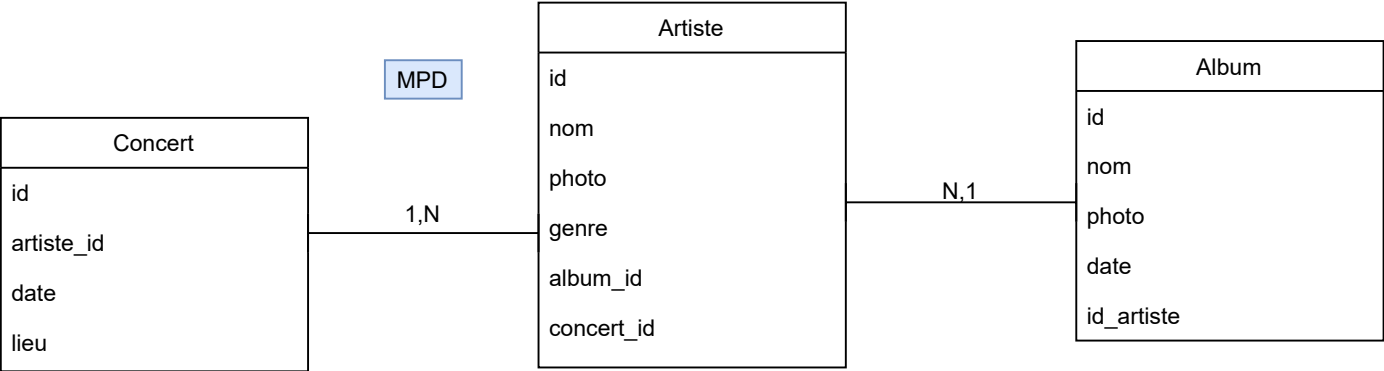 MPD
Concert
id
artiste_id
date
lieu
1,N
Artiste
id
nom
photo
genre
album_id
concert_id
N,1
Album
id
nom
photo
date
id_artiste